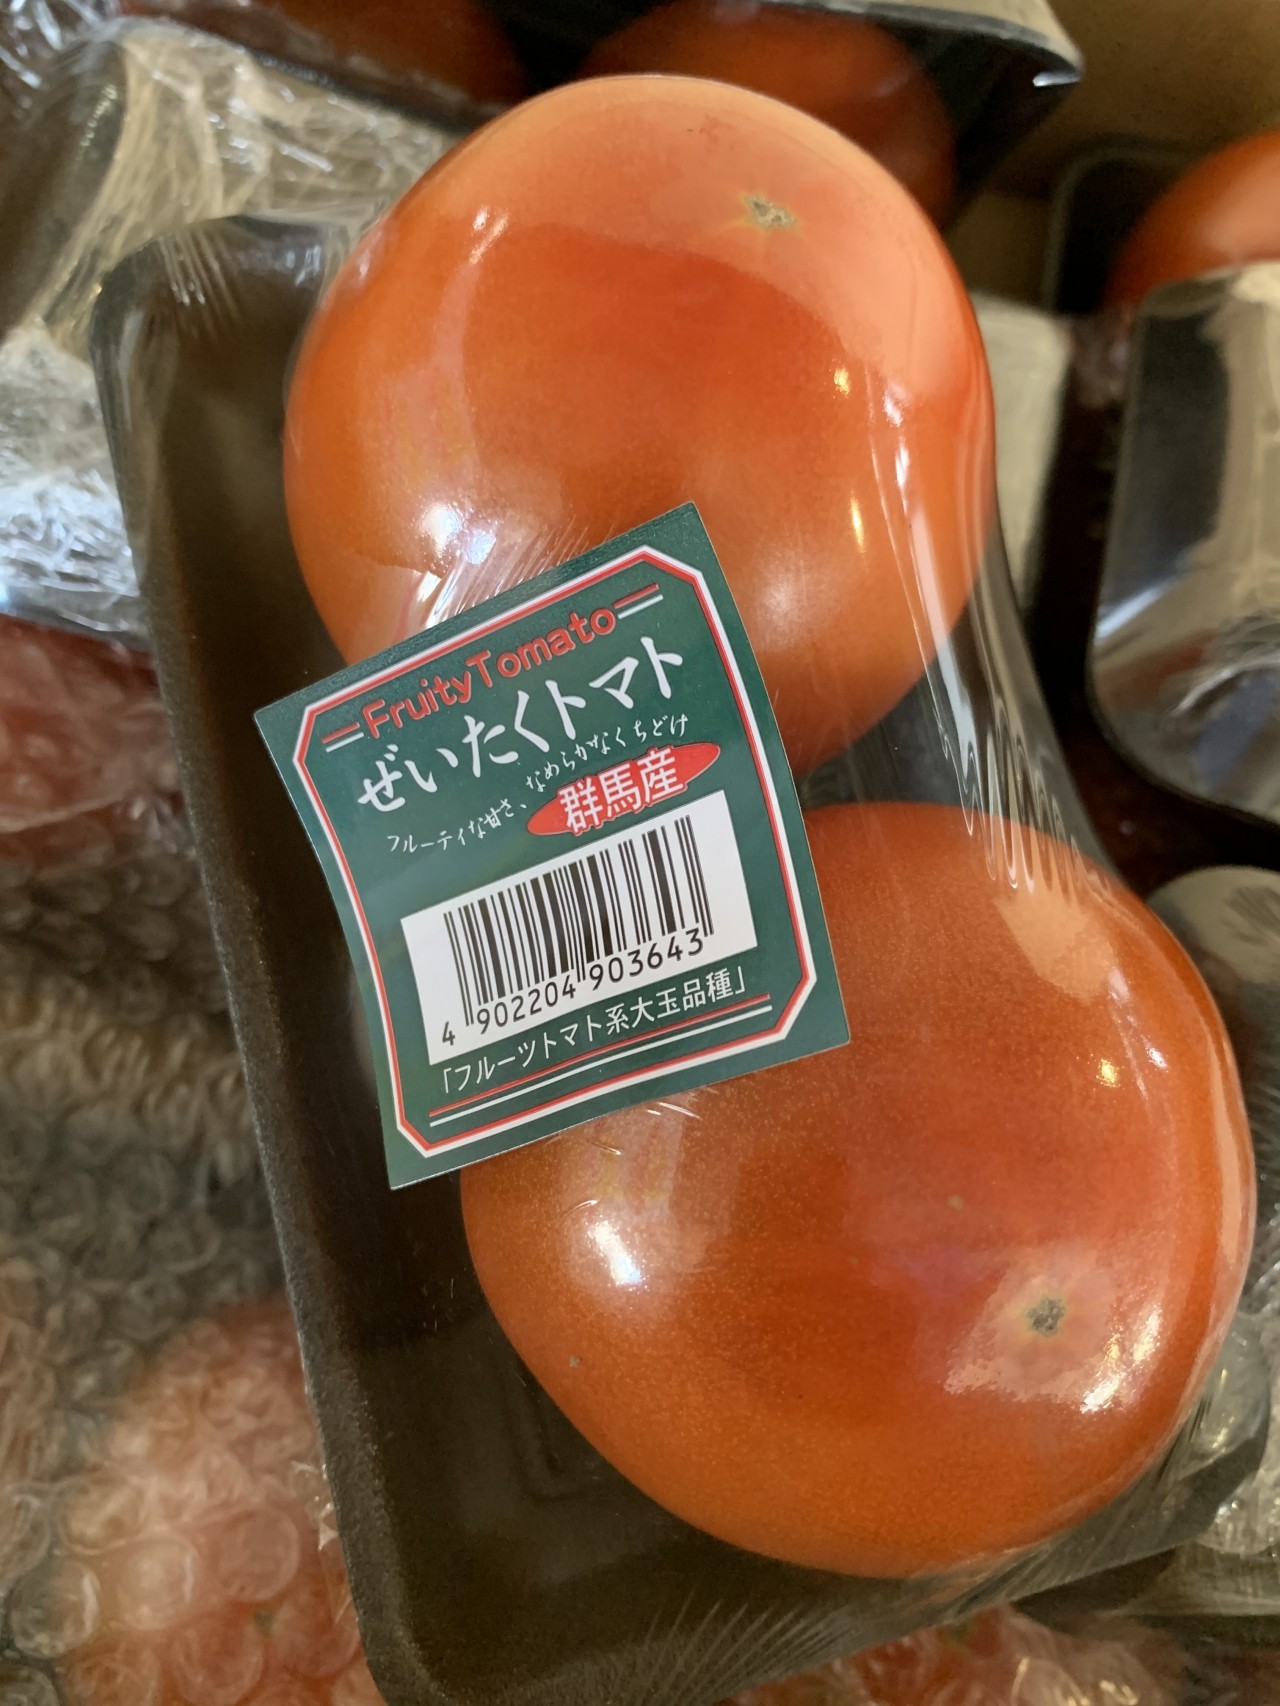 FruityTomato
ぜいたくトマト
フルーティな甘さ、なめらかなくちどけ
群馬産
4 902204 903643
「フルーツトマト系大玉品種」